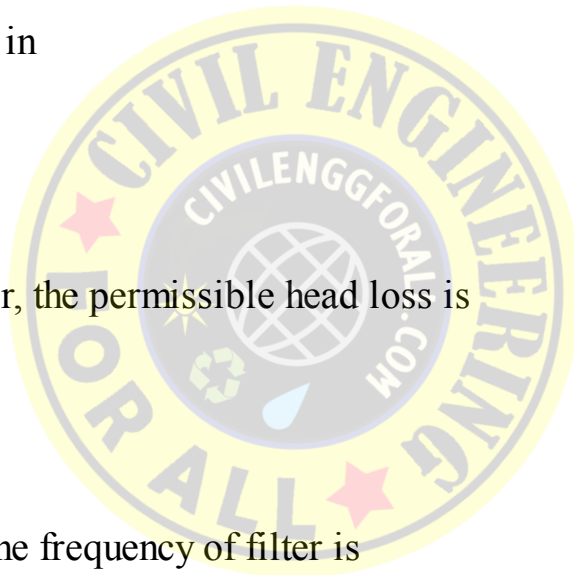 in
CIVIL ENGINEERING
CIVILENGGFORALL.COM
r, the permissible head loss is
FOR ALL
he frequency of filter is